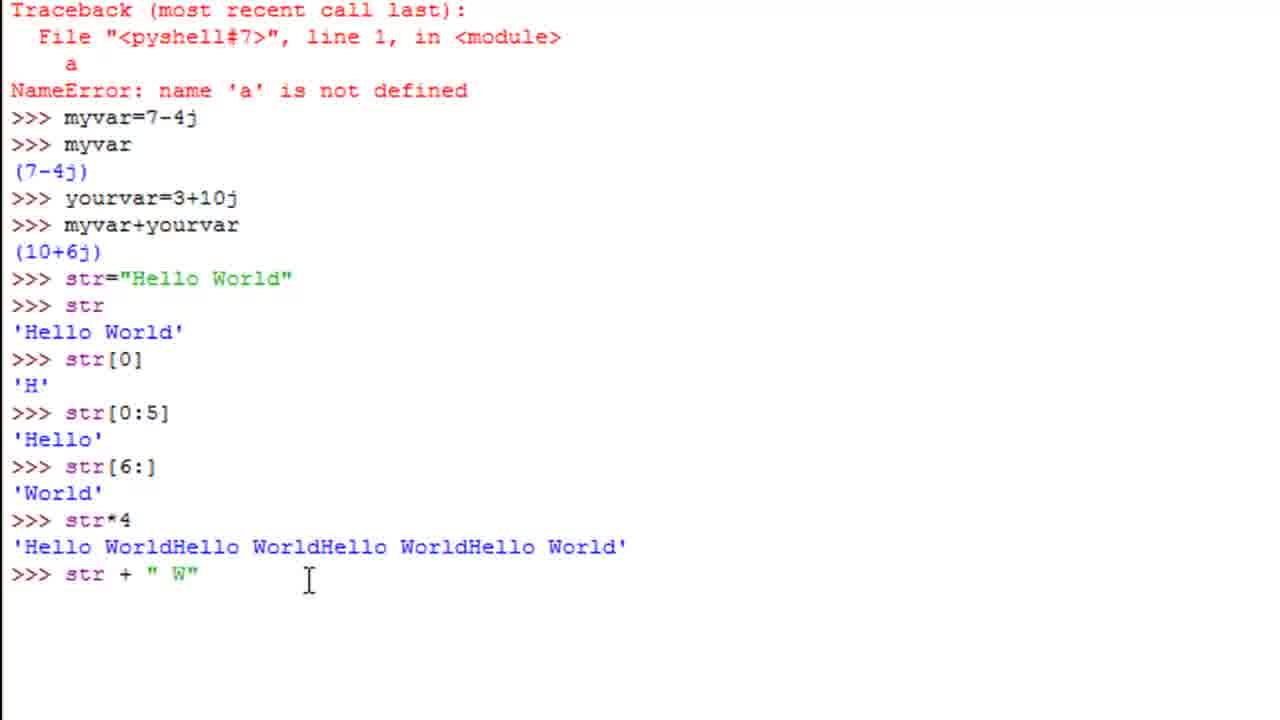 Traceback (most recent call last):
  File "<pyshell#7>", line 1, in <module>
    a
NameError: name 'a' is not defined
>>> myvar=7-4j
>>> myvar
(7-4j)
>>> yourvar=3+10j
>>> myvar+yourvar
(10+6j)
>>> str="Hello World"
>>> str
'Hello World'
>>> str[0]
'H'
>>> str[0:5]
'Hello'
>>> str[6:]
'World'
>>> str*4
'Hello WorldHello WorldHello WorldHello World'
>>> str + " W"